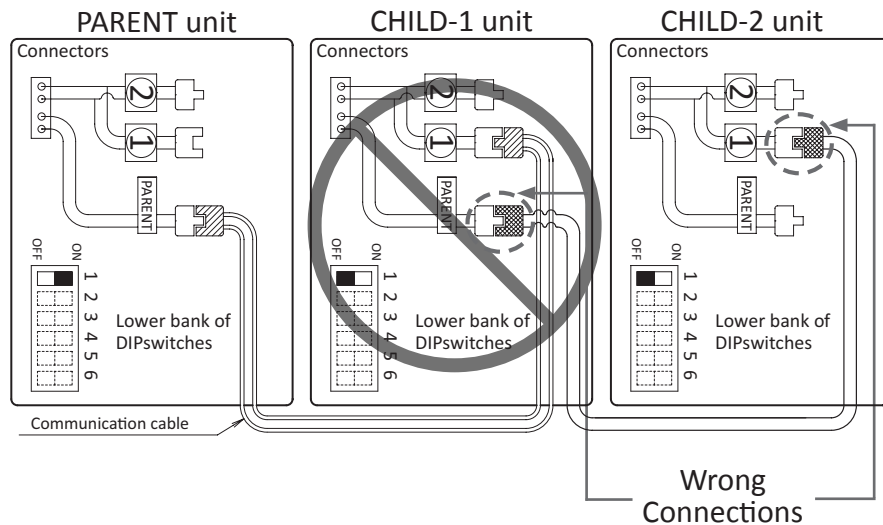 PARENT unit
Connectors
2
1
PARENT
OFF
ON
1
2
3
4
5
6
Lower bank of
DIPswitches
Communication cable
CHILD-1 unit
Connectors
2
1
PARENT
OFF
ON
1
2
3
4
5
6
Lower bank of
DIPswitches
CHILD-2 unit
Connectors
2
1
PARENT
OFF
ON
1
2
3
4
5
6
Lower bank of
DIPswitches
Wrong
Connections